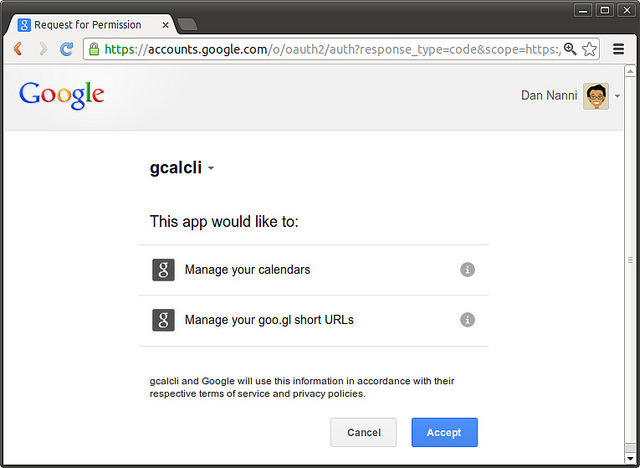 Request for Permission
https://accounts.google.com/o/oauth2/auth?response_type=code&scope=https:/
Google
Dan Nanni
gcalcli
This app would like to:
g Manage your calendars i
g Manage your goo.gl short URLs i
gcalcli and Google will use this information in accordance with their
respective terms of service and privacy policies.
Cancel Accept